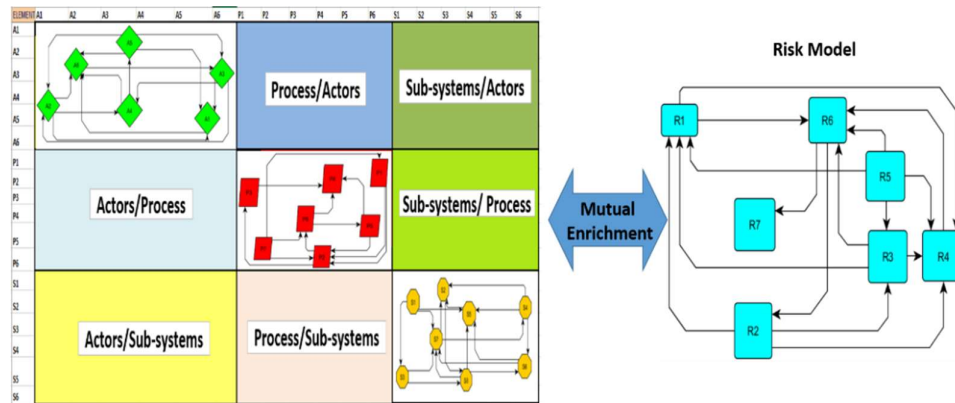 ELEMENT A1 A2 A3 A4 A5 A6 P1 P2 P3 P4 P5 P6 S1 S2 S3 S4 S5 S6
A1
A2
A3
A4
A5
A6
Process/Actors
Sub-systems/Actors
P1
P2
P3
P4
P5
P6
Actors/Process
Sub-systems/ Process
S1
S2
S3
S4
S5
S6
Actors/Sub-systems
Process/Sub-systems
Mutual
Enrichment
Risk Model
R1
R6
R5
R7
R3
R4
R2